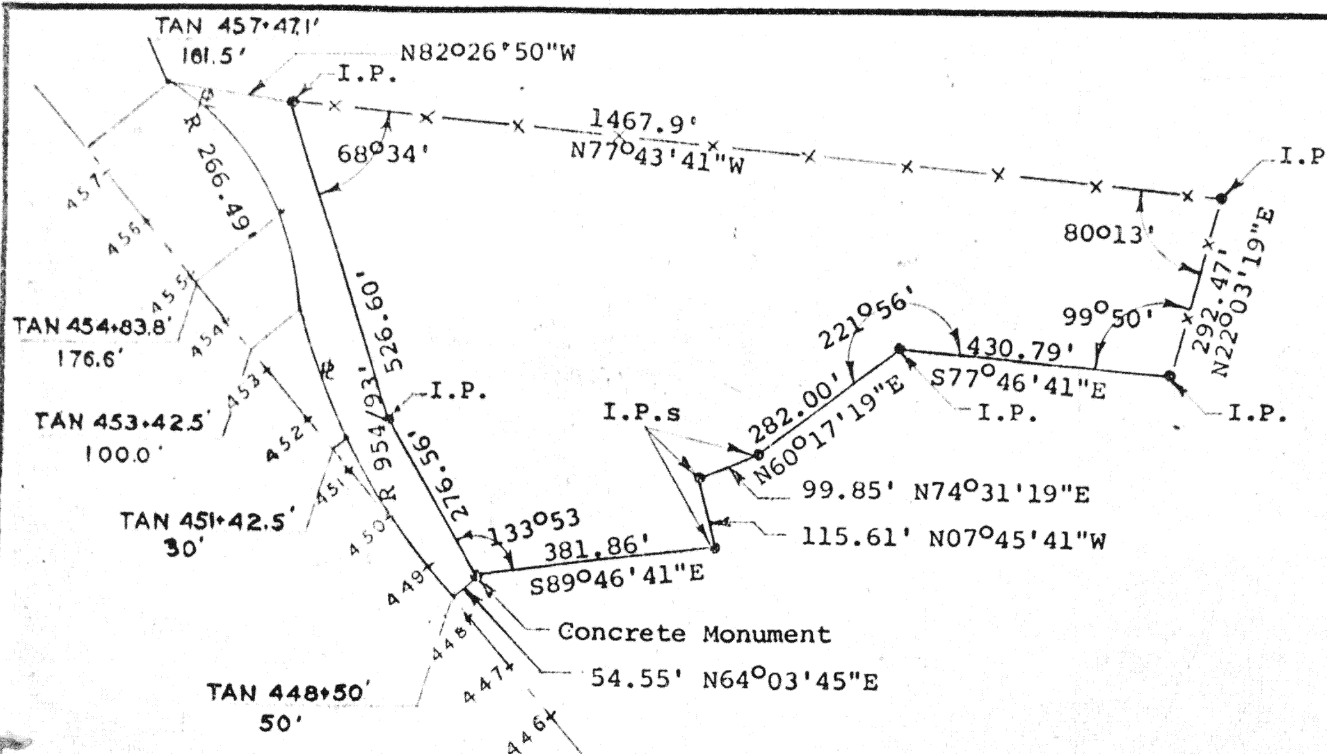 TAN 457+47.1'
161.5'
N82°26'50"W
I.P.
1467.9'
N77°43'41"W
68°34'
R 266.49'
I.P
80°13'
292.47'
N22°03'19"E
99°50'
221°56'
430.79'
S77°46'41"E
I.P.
I.P.
457
456
455
454
453
452
451
450
449
448
447
446
TAN 454+83.8'
176.6'
526.60'
I.P.
R 954.93'
TAN 453+42.5'
100.0'
276.56'
I.P.s
282.00'
N60°17'19"E
99.85' N74°31'19"E
TAN 451+42.5'
30'
133°53
381.86'
S89°46'41"E
115.61' N07°45'41"W
Concrete Monument
54.55' N64°03'45"E
TAN 448+50'
50'